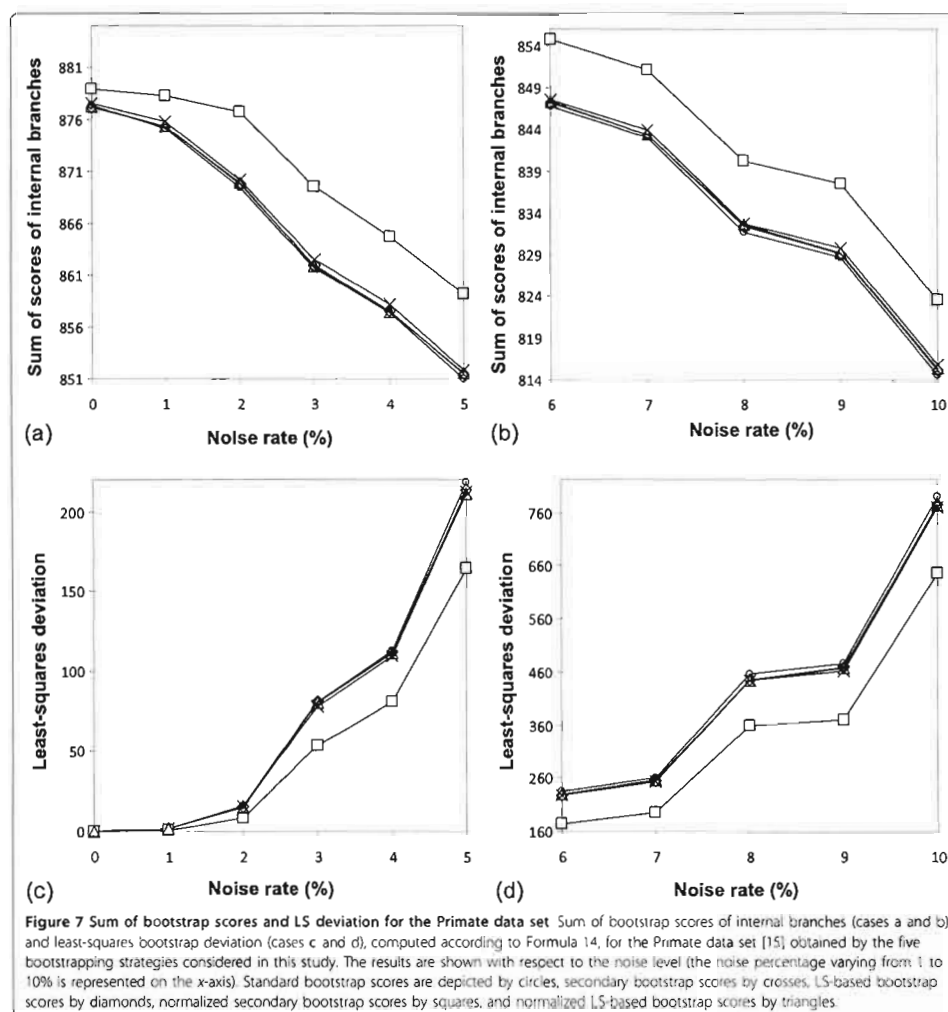 881
876
871
866
861
856
851
Sum of scores of internal branches
0 1 2 3 4 5
(a)
Noise rate (%)
854
849
844
839
834
829
824
819
814
Sum of scores of internal branches
6 7 8 9 10
(b)
Noise rate (%)
200
150
100
50
0
Least-squares deviation
0 1 2 3 4 5
(c)
Noise rate (%)
760
660
560
460
360
260
160
Least-squares deviation
6 7 8 9 10
(d)
Noise rate (%)
Figure 7 Sum of bootstrap scores and LS deviation for the Primate data set Sum of bootstrap scores of internal branches (cases a and b)
and least-squares bootstrap deviation (cases c and d), computed according to Formula 14, for the Primate data set [15] obtained by the five
bootstrapping strategies considered in this study. The results are shown with respect to the noise level (the noise percentage varying from 1 to
10% is represented on the x-axis). Standard bootstrap scores are depicted by circles, secondary bootstrap scores by crosses, LS-based bootstrap
scores by diamonds, normalized secondary bootstrap scores by squares, and normalized LS-based bootstrap scores by triangles